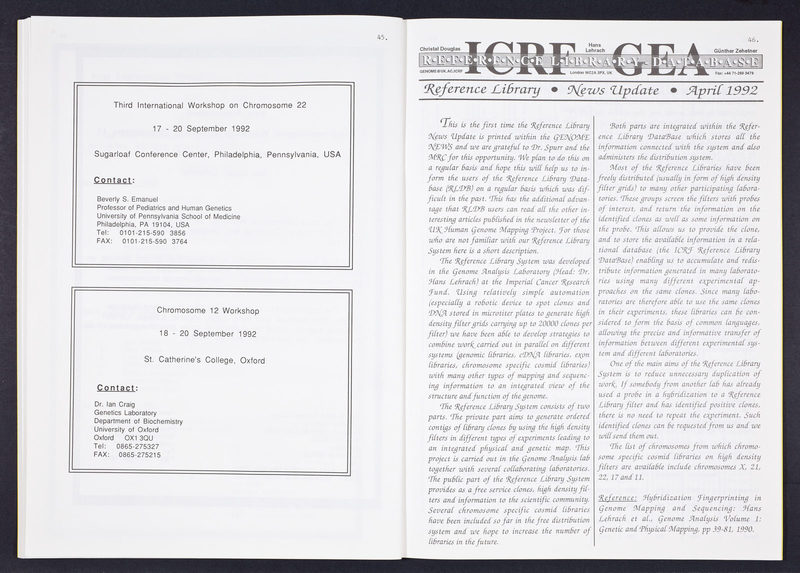 45.
Third International Workshop on Chromosome 22
17 - 20 September 1992
Sugarloaf Conference Center, Philadelphia, Pennsylvania, USA
Contact:
Beverly S. Emanuel
Professor of Pediatrics and Human Genetics
University of Pennsylvania School of Medicine
Philadelphia, PA 19104, USA
Tel: 0101-215-590 3856
FAX: 0101-215-590 3764
Chromosome 12 Workshop
18 - 20 September 1992
St. Catherine's College, Oxford
Contact:
Dr. Ian Craig
Genetics Laboratory
Department of Biochemistry
University of Oxford
Oxford OX1 3QU
Tel: 0865-275327
FAX: 0865-275215
46.
Christal Douglas
Hans
Lehrach
Günther Zehetner
ICRF GEA
REFERENCE LIBRARY DATABASE
London WC2A 3PX, UK
Fax: +44 71-269 3479
Reference Library • News Update • April 1992
This is the first time the Reference Library
News Update is printed within the GENOME
NEWS and we are grateful to Dr. Spurr and the
MRC for this opportunity. We plan to do this on
a regular basis and hope this will help us to in-
form the users of the Reference Library Data-
base (RLDB) on a regular basis which was dif-
ficult in the past. This has the additional advan-
tage that RLDB users can read all the other in-
teresting articles published in the newsletter of the
UK Human Genome Mapping Project. For those
who are not familiar with our Reference Library
System here is a short description.
The Reference Library System was developed
in the Genome Analysis Laboratory (Head: Dr.
Hans Lehrach) at the Imperial Cancer Research
Fund. Using relatively simple automation
(especially a robotic device to spot clones and
DNA stored in microtiter plates to generate high
density filter grids carrying up to 20000 clones per
filter) we have been able to develop strategies to
combine work carried out in parallel on different
systems (genomic libraries, cDNA libraries, exon
libraries, chromosome specific cosmid libraries)
with many other types of mapping and sequenc-
ing information to an integrated view of the
structure and function of the genome.
The Reference Library System consists of two
parts. The private part aims to generate ordered
contigs of library clones by using the high density
filters in different types of experiments leading to
an integrated physical and genetic map. This
project is carried out in the Genome Analysis lab
together with several collaborating laboratories.
The public part of the Reference Library System
provides as a free service clones, high density fil-
ters and information to the scientific community.
Several chromosome specific cosmid libraries
have been included so far in the free distribution
system and we hope to increase the number of
libraries in the future.
Both parts are integrated within the Refer-
ence Library DataBase which stores all the
information connected with the system and also
administers the distribution system.
Most of the Reference Libraries have been
freely distributed (usually in form of high density
filter grids) to many other participating labora-
tories. These groups screen the filters with probes
of interest, and return the information on the
identified clones as well as some information on
the probe. This allows us to provide the clone,
and to store the available information in a rela-
tional database (the ICRF Reference Library
DataBase) enabling us to accumulate and redis-
tribute information generated in many laborato-
ries using many different experimental ap-
proaches on the same clones. Since many labo-
ratories are therefore able to use the same clones
in their experiments, these libraries can be con-
sidered to form the basis of common languages,
allowing the precise and informative transfer of
information between different experimental sys-
tem and different laboratories.
One of the main aims of the Reference Library
System is to reduce unnecessary duplication of
work. If somebody from another lab has already
used a probe in a hybridization to a Reference
Library filter and has identified positive clones,
there is no need to repeat the experiment. Such
identified clones can be requested from us and we
will send them out.
The list of chromosomes from which chromo-
some specific cosmid libraries on high density
filters are available include chromosomes X, 21,
22, 17 and 11.
Reference: Hybridization Fingerprinting in
Genome Mapping and Sequencing: Hans
Lehrach et al., Genome Analysis Volume 1:
Genetic and Physical Mapping, pp 39-81, 1990.